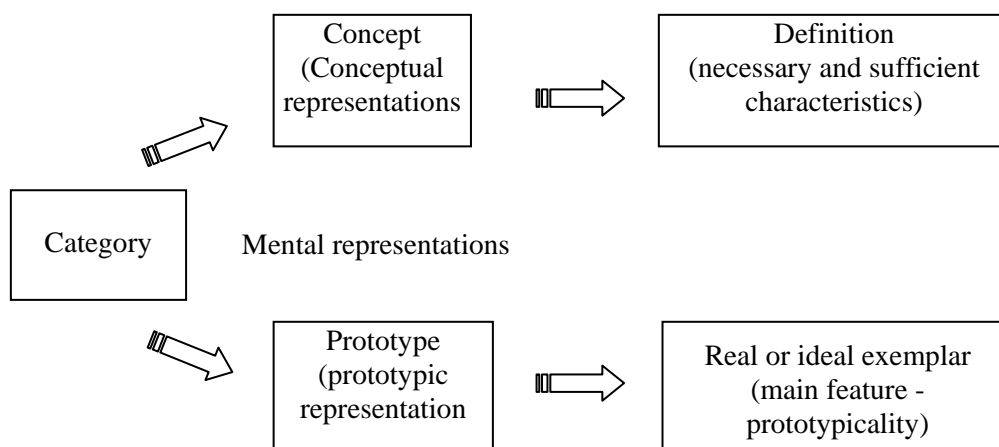 Concept
(Conceptual
representations
Definition
(necessary and sufficient
characteristics)
Category
Mental representations
Prototype
(prototypic
representation
Real or ideal exemplar
(main feature -
prototypicality)